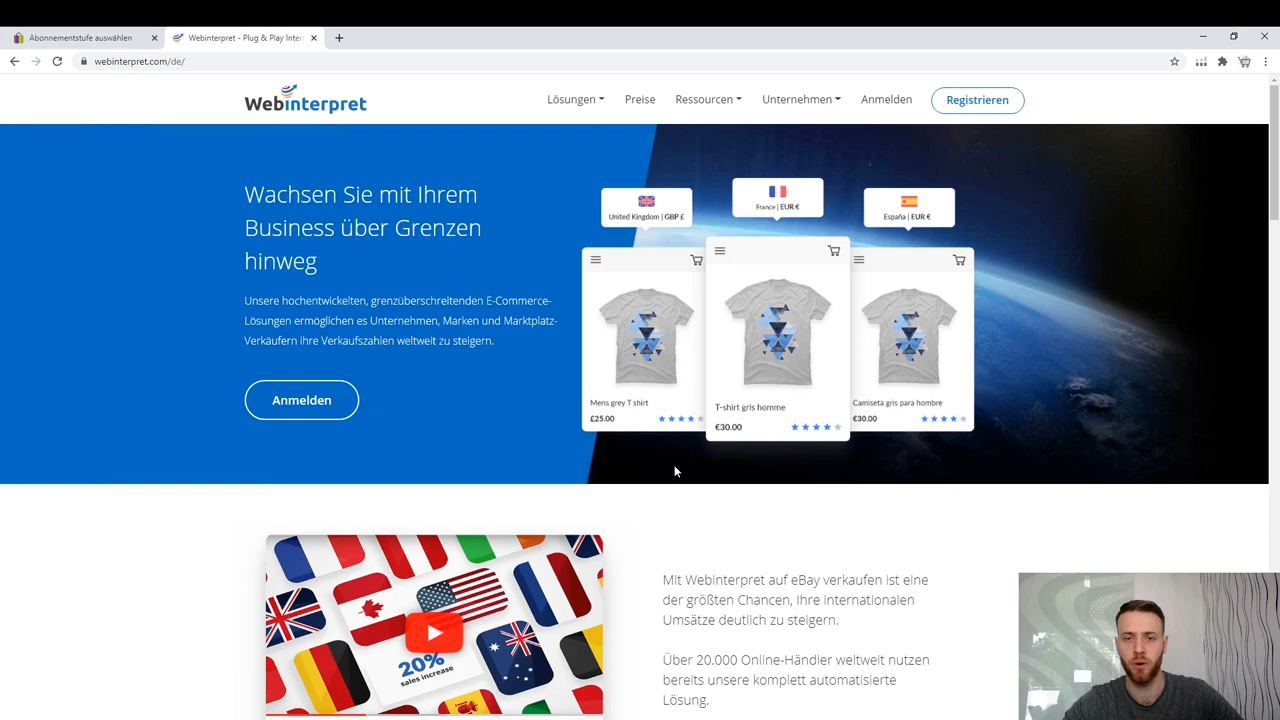 Abonnementstufe auswählen
Webinterpret - Plug & Play Inter
webinterpret.com/de/
Webinterpret
Lösungen
Preise
Ressourcen
Unternehmen
Anmelden
Registrieren
Wachsen Sie mit Ihrem
Business über Grenzen
hinweg
Unsere hochentwickelten, grenzüberschreitenden E-Commerce-
Lösungen ermöglichen es Unternehmen, Marken und Marktplatz-
Verkäufern ihre Verkaufszahlen weltweit zu steigern.
Anmelden
United Kingdom | GBP £
France | EUR €
España | EUR €
Mens grey T shirt
£25.00
T-shirt gris homme
€30.00
Camiseta gris para hombre
€30.00
20%
sales increase
Mit Webinterpret auf eBay verkaufen ist eine
der größten Chancen, Ihre internationalen
Umsätze deutlich zu steigern.
Über 20.000 Online-Händler weltweit nutzen
bereits unsere komplett automatisierte
Lösung.